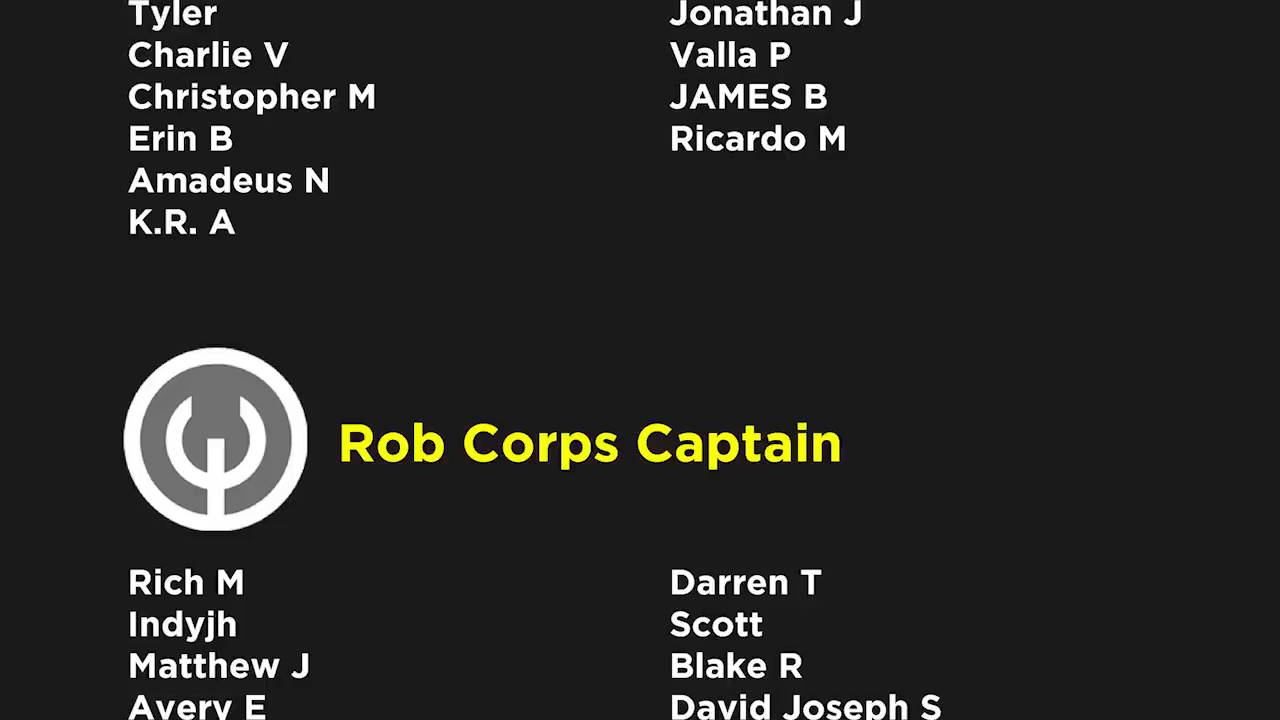 Tyler
Charlie V
Christopher M
Erin B
Amadeus N
K.R. A
Jonathan J
Valla P
JAMES B
Ricardo M
Rob Corps Captain
Rich M
Indyjh
Matthew J
Avery E
Darren T
Scott
Blake R
David Joseph S